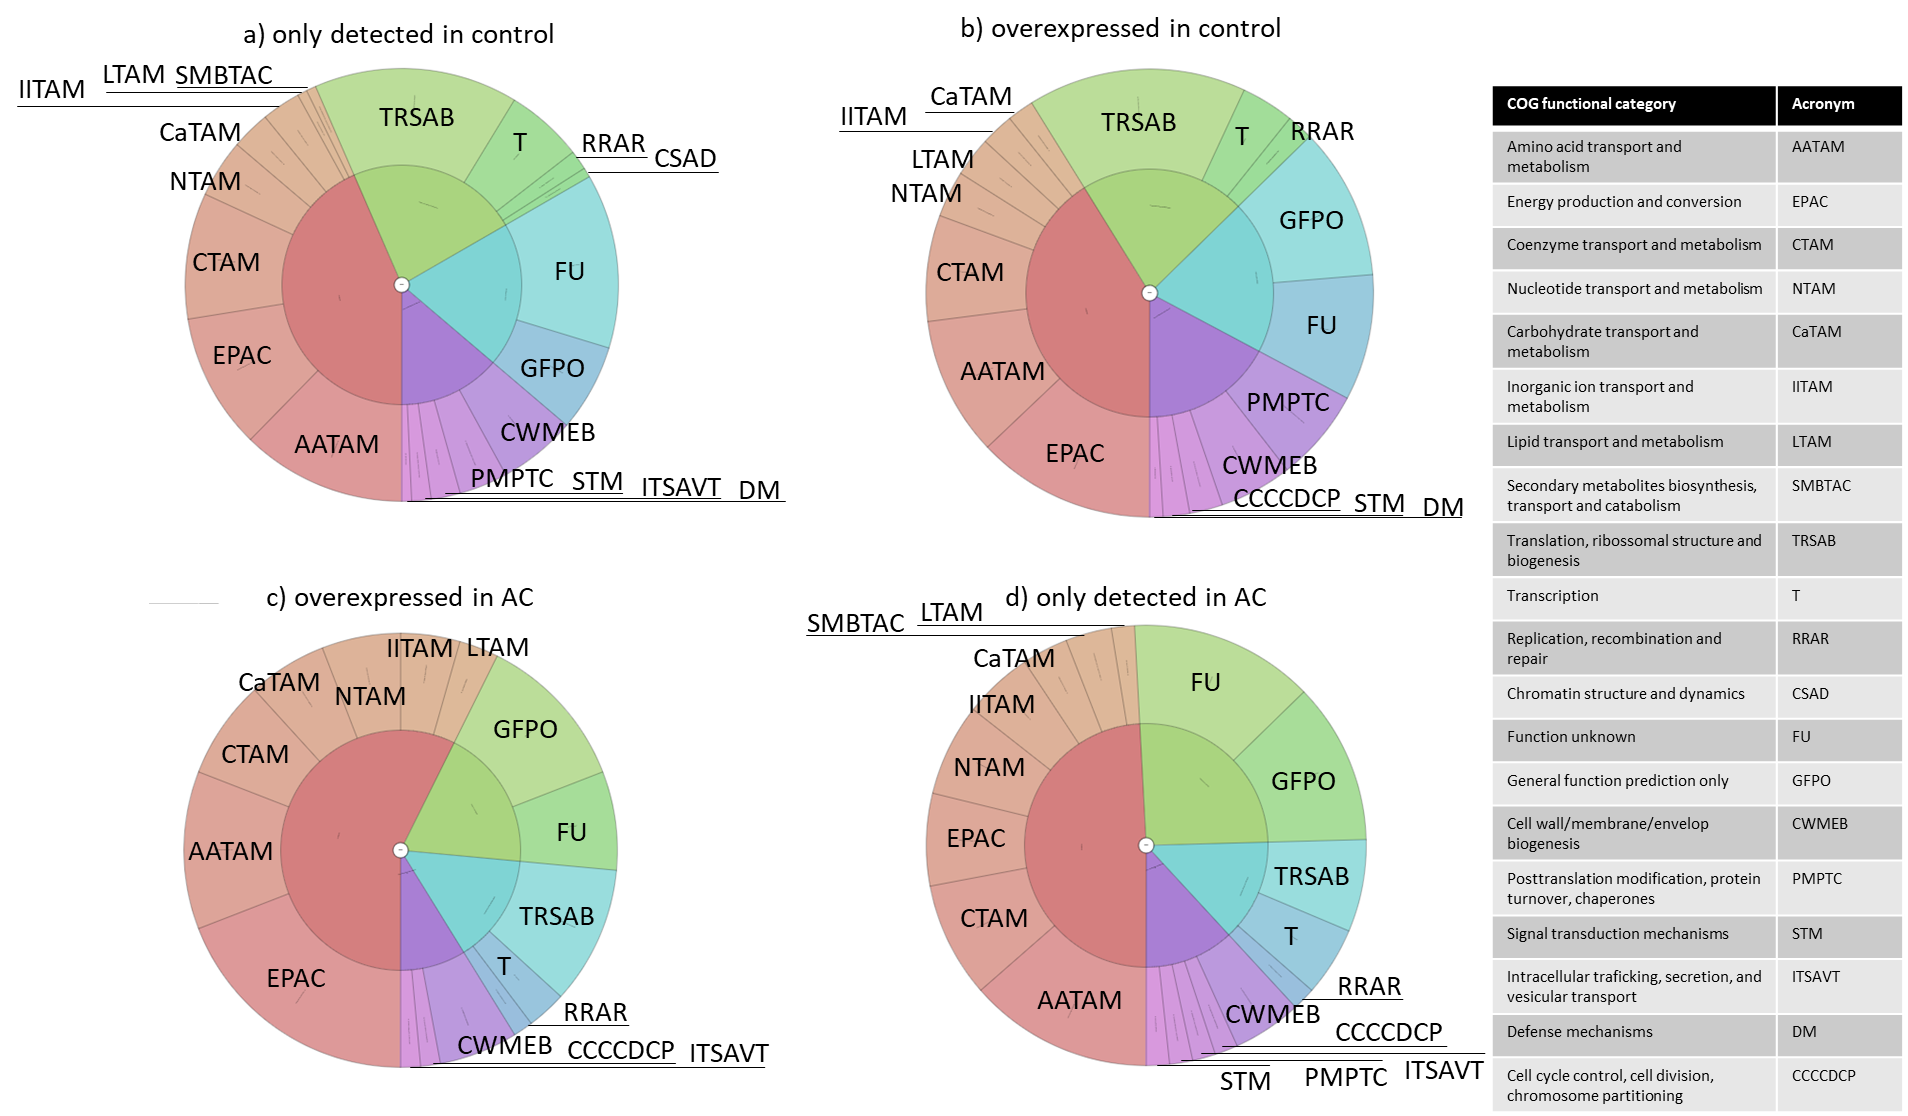 a) only detected in control
IITAM
LTAM
SMBTAC
CaTAM
NTAM
CTAM
EPAC
AATAM
TRSAB
T
RRAR
CSAD
FU
GFPO
CWMEB
PMPTC
STM
ITSAVT
DM
b) overexpressed in control
CaTAM
IITAM
LTAM
NTAM
CTAM
AATAM
EPAC
TRSAB
T
RRAR
GFPO
FU
PMPTC
CWMEB
CCCCDCP
STM
DM
c) overexpressed in AC
IITAM
LTAM
CaTAM
NTAM
CTAM
AATAM
EPAC
GFPO
FU
TRSAB
T
RRAR
CWMEB
CCCCDCP
ITSAVT
d) only detected in AC
SMBTAC
LTAM
CaTAM
IITAM
NTAM
EPAC
CTAM
AATAM
FU
GFPO
TRSAB
T
RRAR
CWMEB
CCCCDCP
ITSAVT
PMPTC
STM
COG functional category Acronym
Amino acid transport and AATAM
metabolism
Energy production and conversion EPAC
Coenzyme transport and metabolism CTAM
Nucleotide transport and metabolism NTAM
Carbohydrate transport and CaTAM
metabolism
Inorganic ion transport and IITAM
metabolism
Lipid transport and metabolism LTAM
Secondary metabolites biosynthesis, SMBTAC
transport and catabolism
Translation, ribossomal structure and TRSAB
biogenesis
Transcription T
Replication, recombination and RRAR
repair
Chromatin structure and dynamics CSAD
Function unknown FU
General function prediction only GFPO
Cell wall/membrane/envelop CWMEB
biogenesis
Posttranslation modification, protein PMPTC
turnover, chaperones
Signal transduction mechanisms STM
Intracellular traficking, secretion, and ITSAVT
vesicular transport
Defense mechanisms DM
Cell cycle control, cell division, CCCCDCP
chromosome partitioning